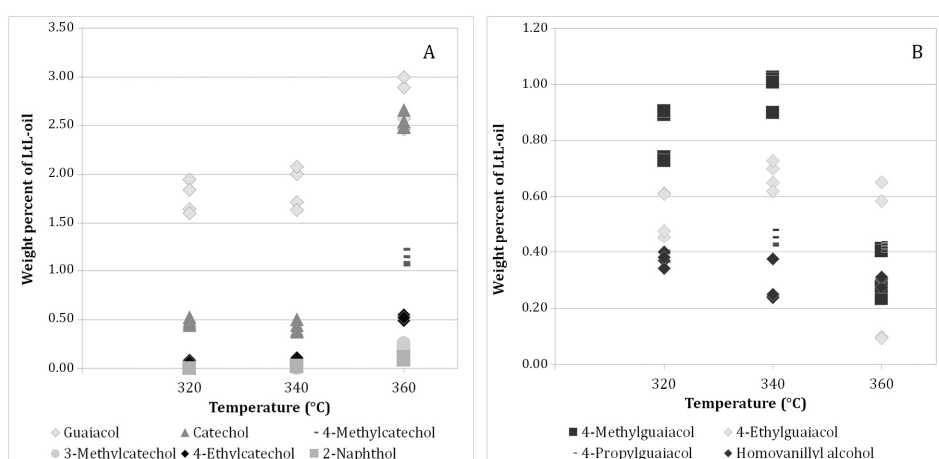 A
3.50
3.00
2.50
2.00
1.50
1.00
0.50
0.00
Weight percent of LtL-oil
320 340 360
Temperature (°C)
Guaiacol Catechol 4-Methylcatechol
3-Methylcatechol 4-Ethylcatechol 2-Naphthol
B
1.20
1.00
0.80
0.60
0.40
0.20
0.00
Weight percent of LtL-oil
320 340 360
Temperature (°C)
4-Methylguaiacol 4-Ethylguaiacol
4-Propylguaiacol Homovanillyl alcohol